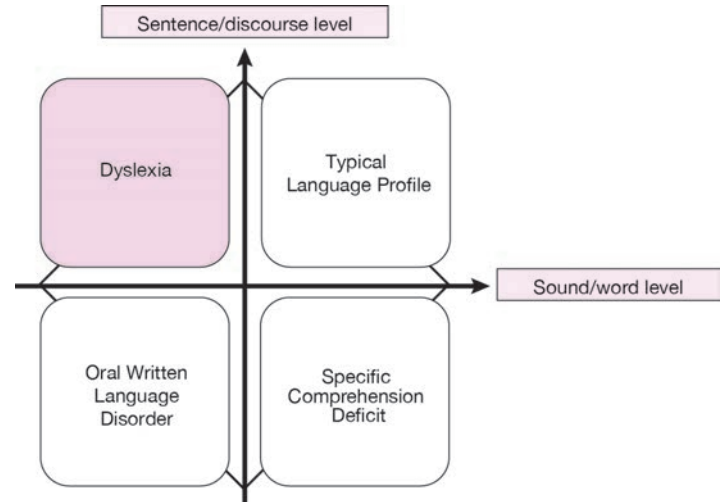 Sentence/discourse level
Dyslexia
Typical
Language Profile
Sound/word level
Oral Written
Language
Disorder
Specific
Comprehension
Deficit